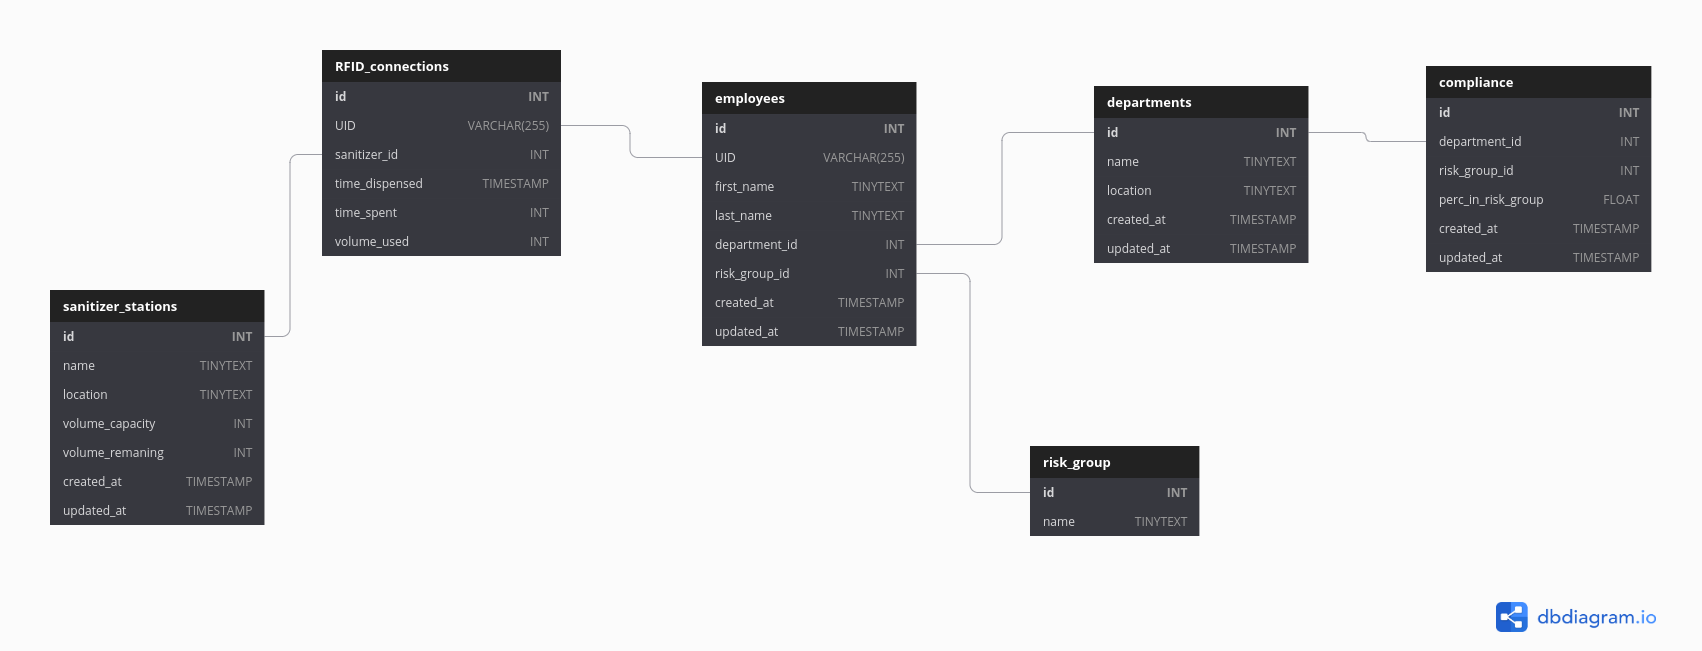 RFID_connections
id INT
UID VARCHAR(255)
sanitizer_id INT
time_dispensed TIMESTAMP
time_spent INT
volume_used INT
sanitizer_stations
id INT
name TINYTEXT
location TINYTEXT
volume_capacity INT
volume_remaning INT
created_at TIMESTAMP
updated_at TIMESTAMP
employees
id INT
UID VARCHAR(255)
first_name TINYTEXT
last_name TINYTEXT
department_id INT
risk_group_id INT
created_at TIMESTAMP
updated_at TIMESTAMP
departments
id INT
name TINYTEXT
location TINYTEXT
created_at TIMESTAMP
updated_at TIMESTAMP
compliance
id INT
department_id INT
risk_group_id INT
perc_in_risk_group FLOAT
created_at TIMESTAMP
updated_at TIMESTAMP
risk_group
id INT
name TINYTEXT
dbdiagram.io